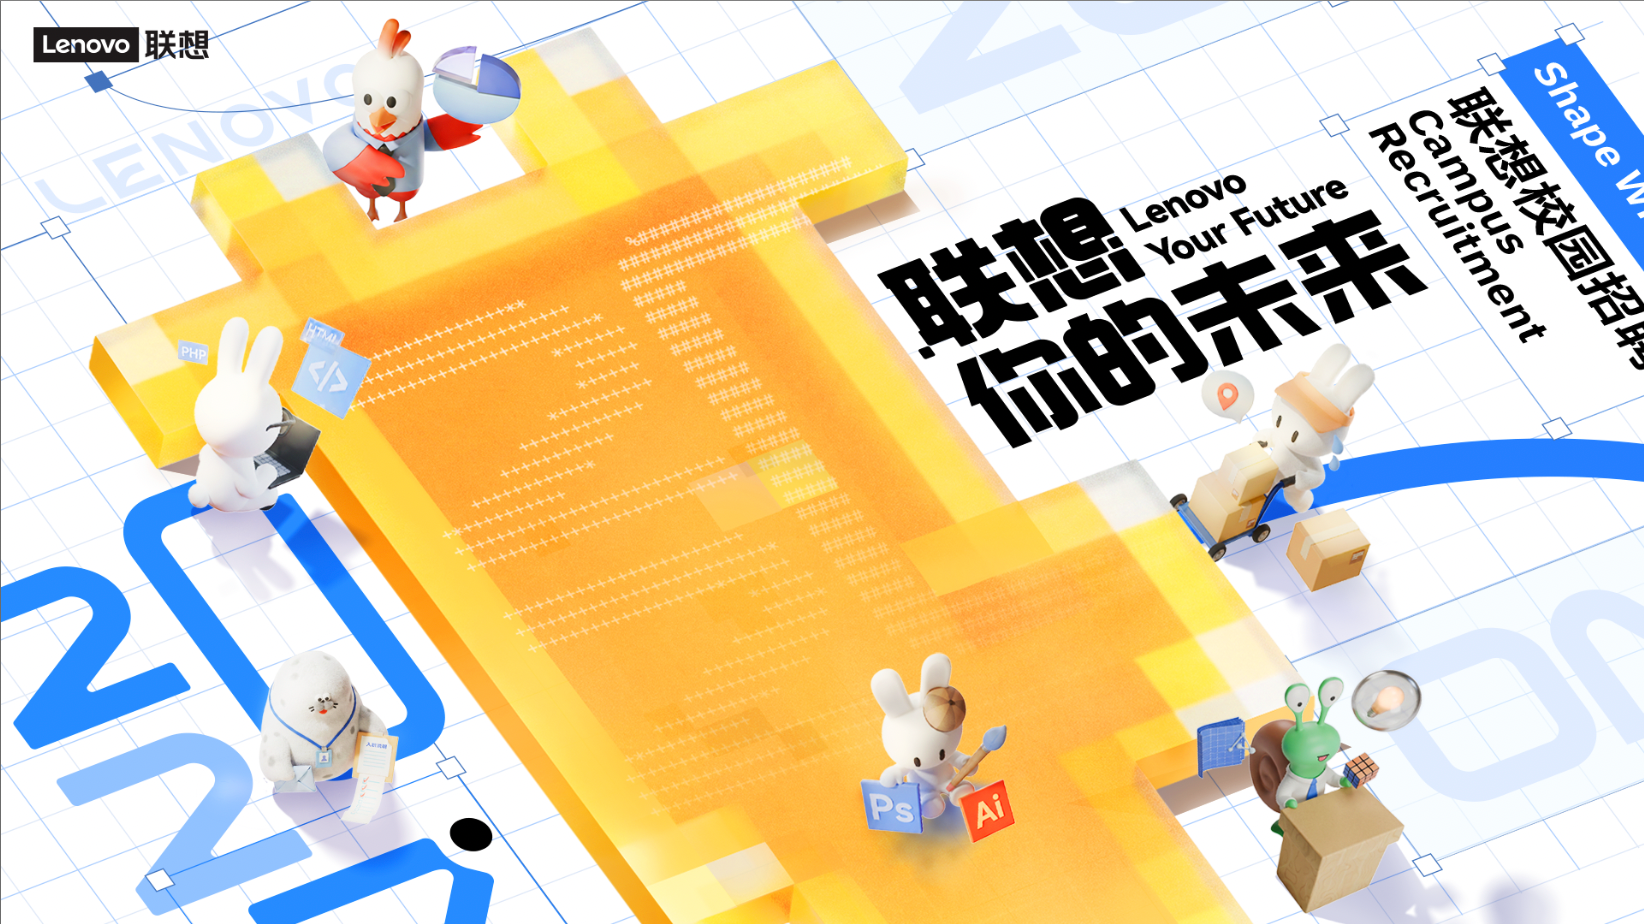 Lenovo 联想
LENOVO
Lenovo
Your Future
联想
你的未来
Shape Wi
联想校园招聘
Campus
Recruitment
PHP
HTML
</>
Ps
Ai